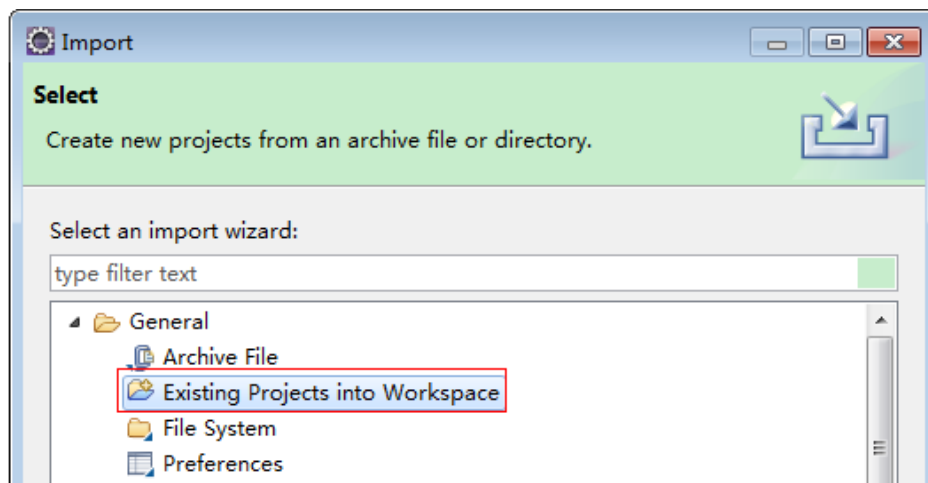 Import
Select
Create new projects from an archive file or directory.
Select an import wizard:
type filter text
General
Archive File
Existing Projects into Workspace
File System
Preferences